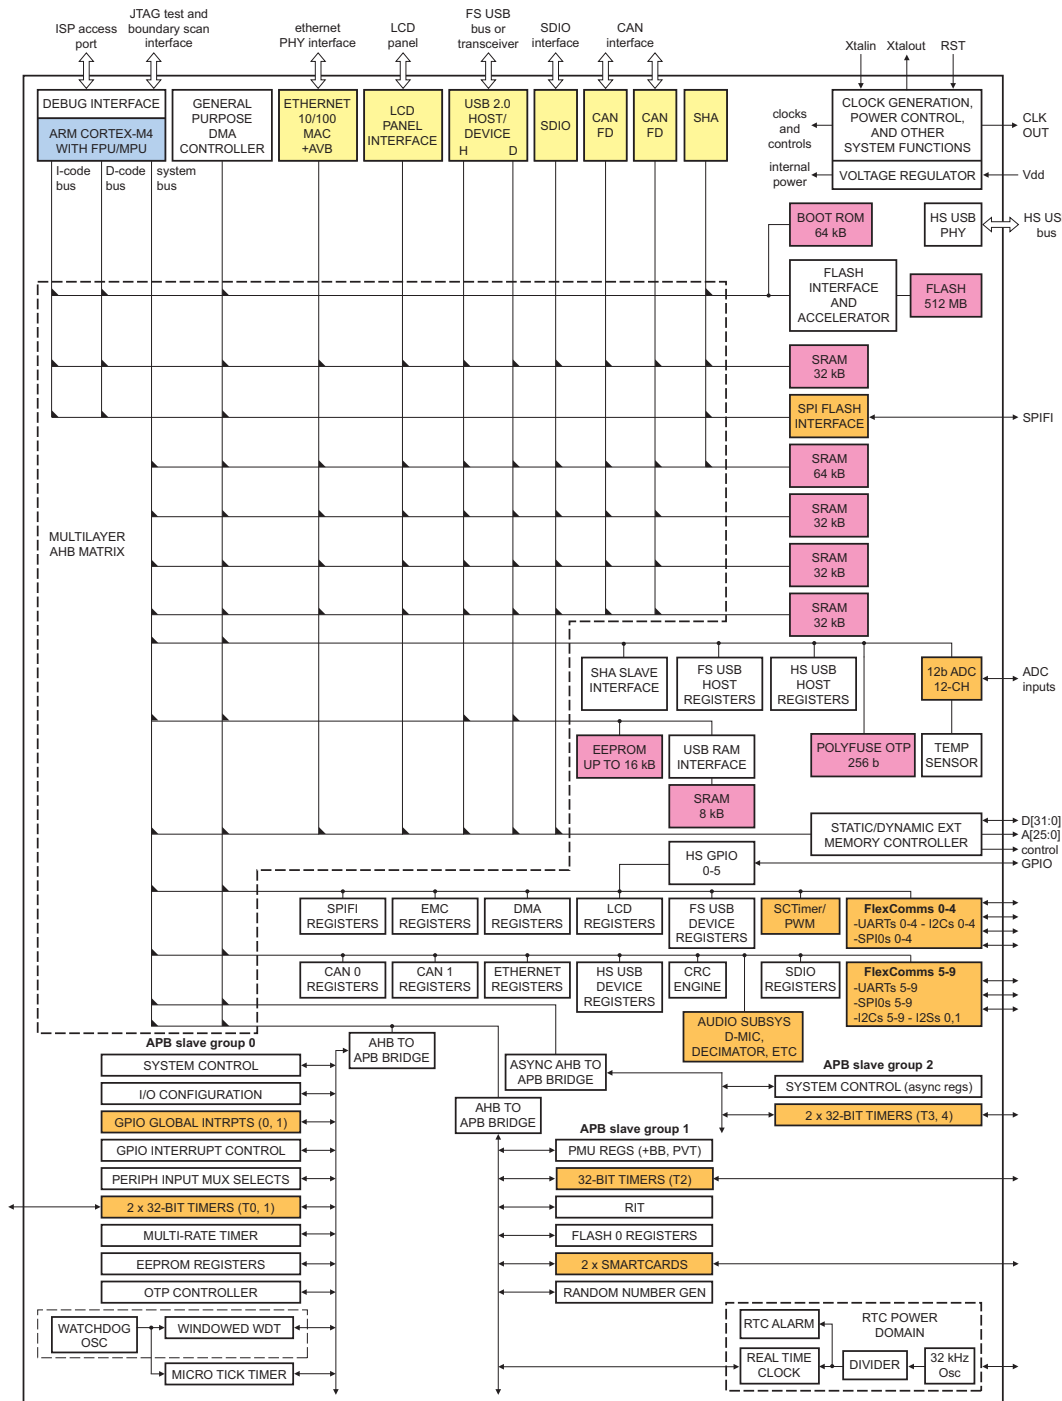 ISP access
port
JTAG test and
boundary scan
interface
ethernet
PHY interface
LCD
panel
FS USB
bus or
transceiver
SDIO
interface
CAN
interface
Xtalin
Xtalout
RST
DEBUG INTERFACE
ARM CORTEX-M4
WITH FPU/MPU
GENERAL
PURPOSE
DMA
CONTROLLER
ETHERNET
10/100
MAC
+AVB
LCD
PANEL
INTERFACE
USB 2.0
HOST/
DEVICE
H D
SDIO
CAN
FD
CAN
FD
SHA
clocks
and
controls
CLOCK GENERATION,
POWER CONTROL,
AND OTHER
SYSTEM FUNCTIONS
CLK
OUT
internal
power
VOLTAGE REGULATOR
Vdd
I-code
bus
D-code
bus
system
bus
BOOT ROM
64 kB
HS USB
PHY
HS US
bus
FLASH
INTERFACE
AND
ACCELERATOR
FLASH
512 MB
SRAM
32 kB
SPI FLASH
INTERFACE
SPIFI
SRAM
64 kB
SRAM
32 kB
MULTILAYER
AHB MATRIX
SRAM
32 kB
SRAM
32 kB
SHA SLAVE
INTERFACE
FS USB
HOST
REGISTERS
HS USB
HOST
REGISTERS
12b ADC
12-CH
ADC
inputs
EEPROM
UP TO 16 kB
USB RAM
INTERFACE
POLYFUSE OTP
256 b
TEMP
SENSOR
SRAM
8 kB
STATIC/DYNAMIC EXT
MEMORY CONTROLLER
D[31:0]
A[25:0]
control
GPIO
HS GPIO
0-5
SPIFI
REGISTERS
EMC
REGISTERS
DMA
REGISTERS
LCD
REGISTERS
FS USB
DEVICE
REGISTERS
SCTimer/
PWM
FlexComms 0-4
-UARTs 0-4 - I2Cs 0-4
-SPI0s 0-4
CAN 0
REGISTERS
CAN 1
REGISTERS
ETHERNET
REGISTERS
HS USB
DEVICE
REGISTERS
CRC
ENGINE
SDIO
REGISTERS
FlexComms 5-9
-UARTs 5-9
-SPI0s 5-9
-I2Cs 5-9 - I2Ss 0,1
AUDIO SUBSYS
D-MIC,
DECIMATOR, ETC
APB slave group 0
AHB TO
APB BRIDGE
ASYNC AHB TO
APB BRIDGE
APB slave group 2
SYSTEM CONTROL
SYSTEM CONTROL (async regs)
I/O CONFIGURATION
AHB TO
APB BRIDGE
2 x 32-BIT TIMERS (T3, 4)
GPIO GLOBAL INTRPTS (0, 1)
APB slave group 1
GPIO INTERRUPT CONTROL
PMU REGS (+BB, PVT)
PERIPH INPUT MUX SELECTS
32-BIT TIMERS (T2)
2 x 32-BIT TIMERS (T0, 1)
RIT
MULTI-RATE TIMER
FLASH 0 REGISTERS
EEPROM REGISTERS
2 x SMARTCARDS
OTP CONTROLLER
RANDOM NUMBER GEN
WATCHDOG
OSC
WINDOWED WDT
RTC ALARM
RTC POWER
DOMAIN
MICRO TICK TIMER
REAL TIME
CLOCK
DIVIDER
32 kHz
Osc